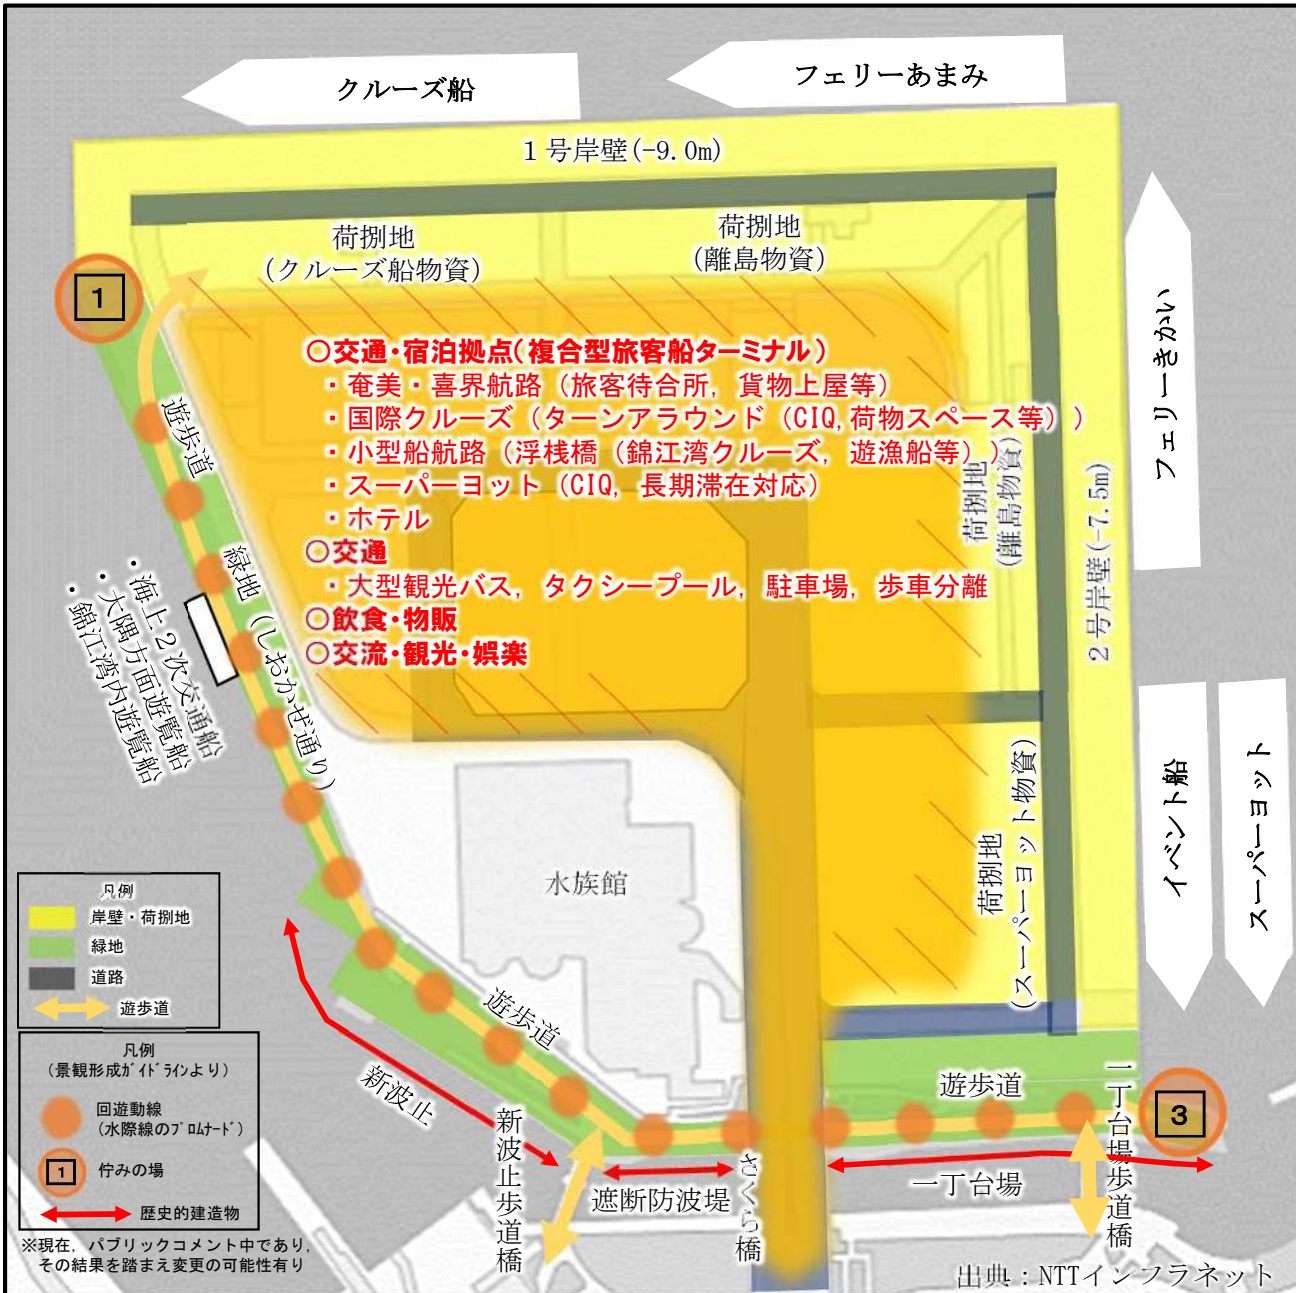 クルーズ船
フェリーあまみ
1号岸壁(-9.0m)
荷捌地
(クルーズ船物資)
荷捌地
(離島物資)
1
○交通・宿泊拠点(複合型旅客船ターミナル)
・奄美・喜界航路（旅客待合所，貨物上屋等）
・国際クルーズ（ターンアラウンド（CIQ,荷物スペース等））
・小型船航路（浮桟橋（錦江湾クルーズ，遊漁船等））
・スーパーヨット（CIQ，長期滞在対応）
・ホテル
○交通
・大型観光バス，タクシープール，駐車場，歩車分離
○飲食・物販
○交流・観光・娯楽
遊歩道
緑地（しおかぜ通り）
・海上2次交通船
・大隅方面遊覧船
・錦江湾内遊覧船
荷捌地
(離島物資)
2号岸壁(-7.5m)
フェリーきかい
イベント船
スーパーヨット
荷捌地
(スーパーヨット物資)
水族館
遊歩道
新波止
新波止歩道橋
遮断防波堤
さくら橋
遊歩道
一丁台場
一丁台場歩道橋
3
凡例
岸壁・荷捌地
緑地
道路
遊歩道
凡例
(景観形成ｶﾞｲﾄﾞﾗｲﾝより)
回遊動線
(水際線のﾌﾟﾛﾑﾅｰﾄﾞ)
1
佇みの場
歴史的建造物
※現在，パブリックコメント中であり，
その結果を踏まえ変更の可能性有り
出典：NTTインフラネット